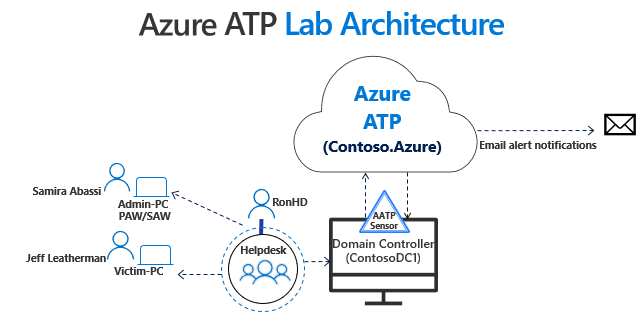 Azure ATP Lab Architecture
Azure
ATP
(Contoso.Azure)
Email alert notifications
Samira Abassi
Admin-PC
PAW/SAW
RonHD
AATP
Sensor
Jeff Leatherman
Victim-PC
Helpdesk
Domain Controller
(ContosoDC1)